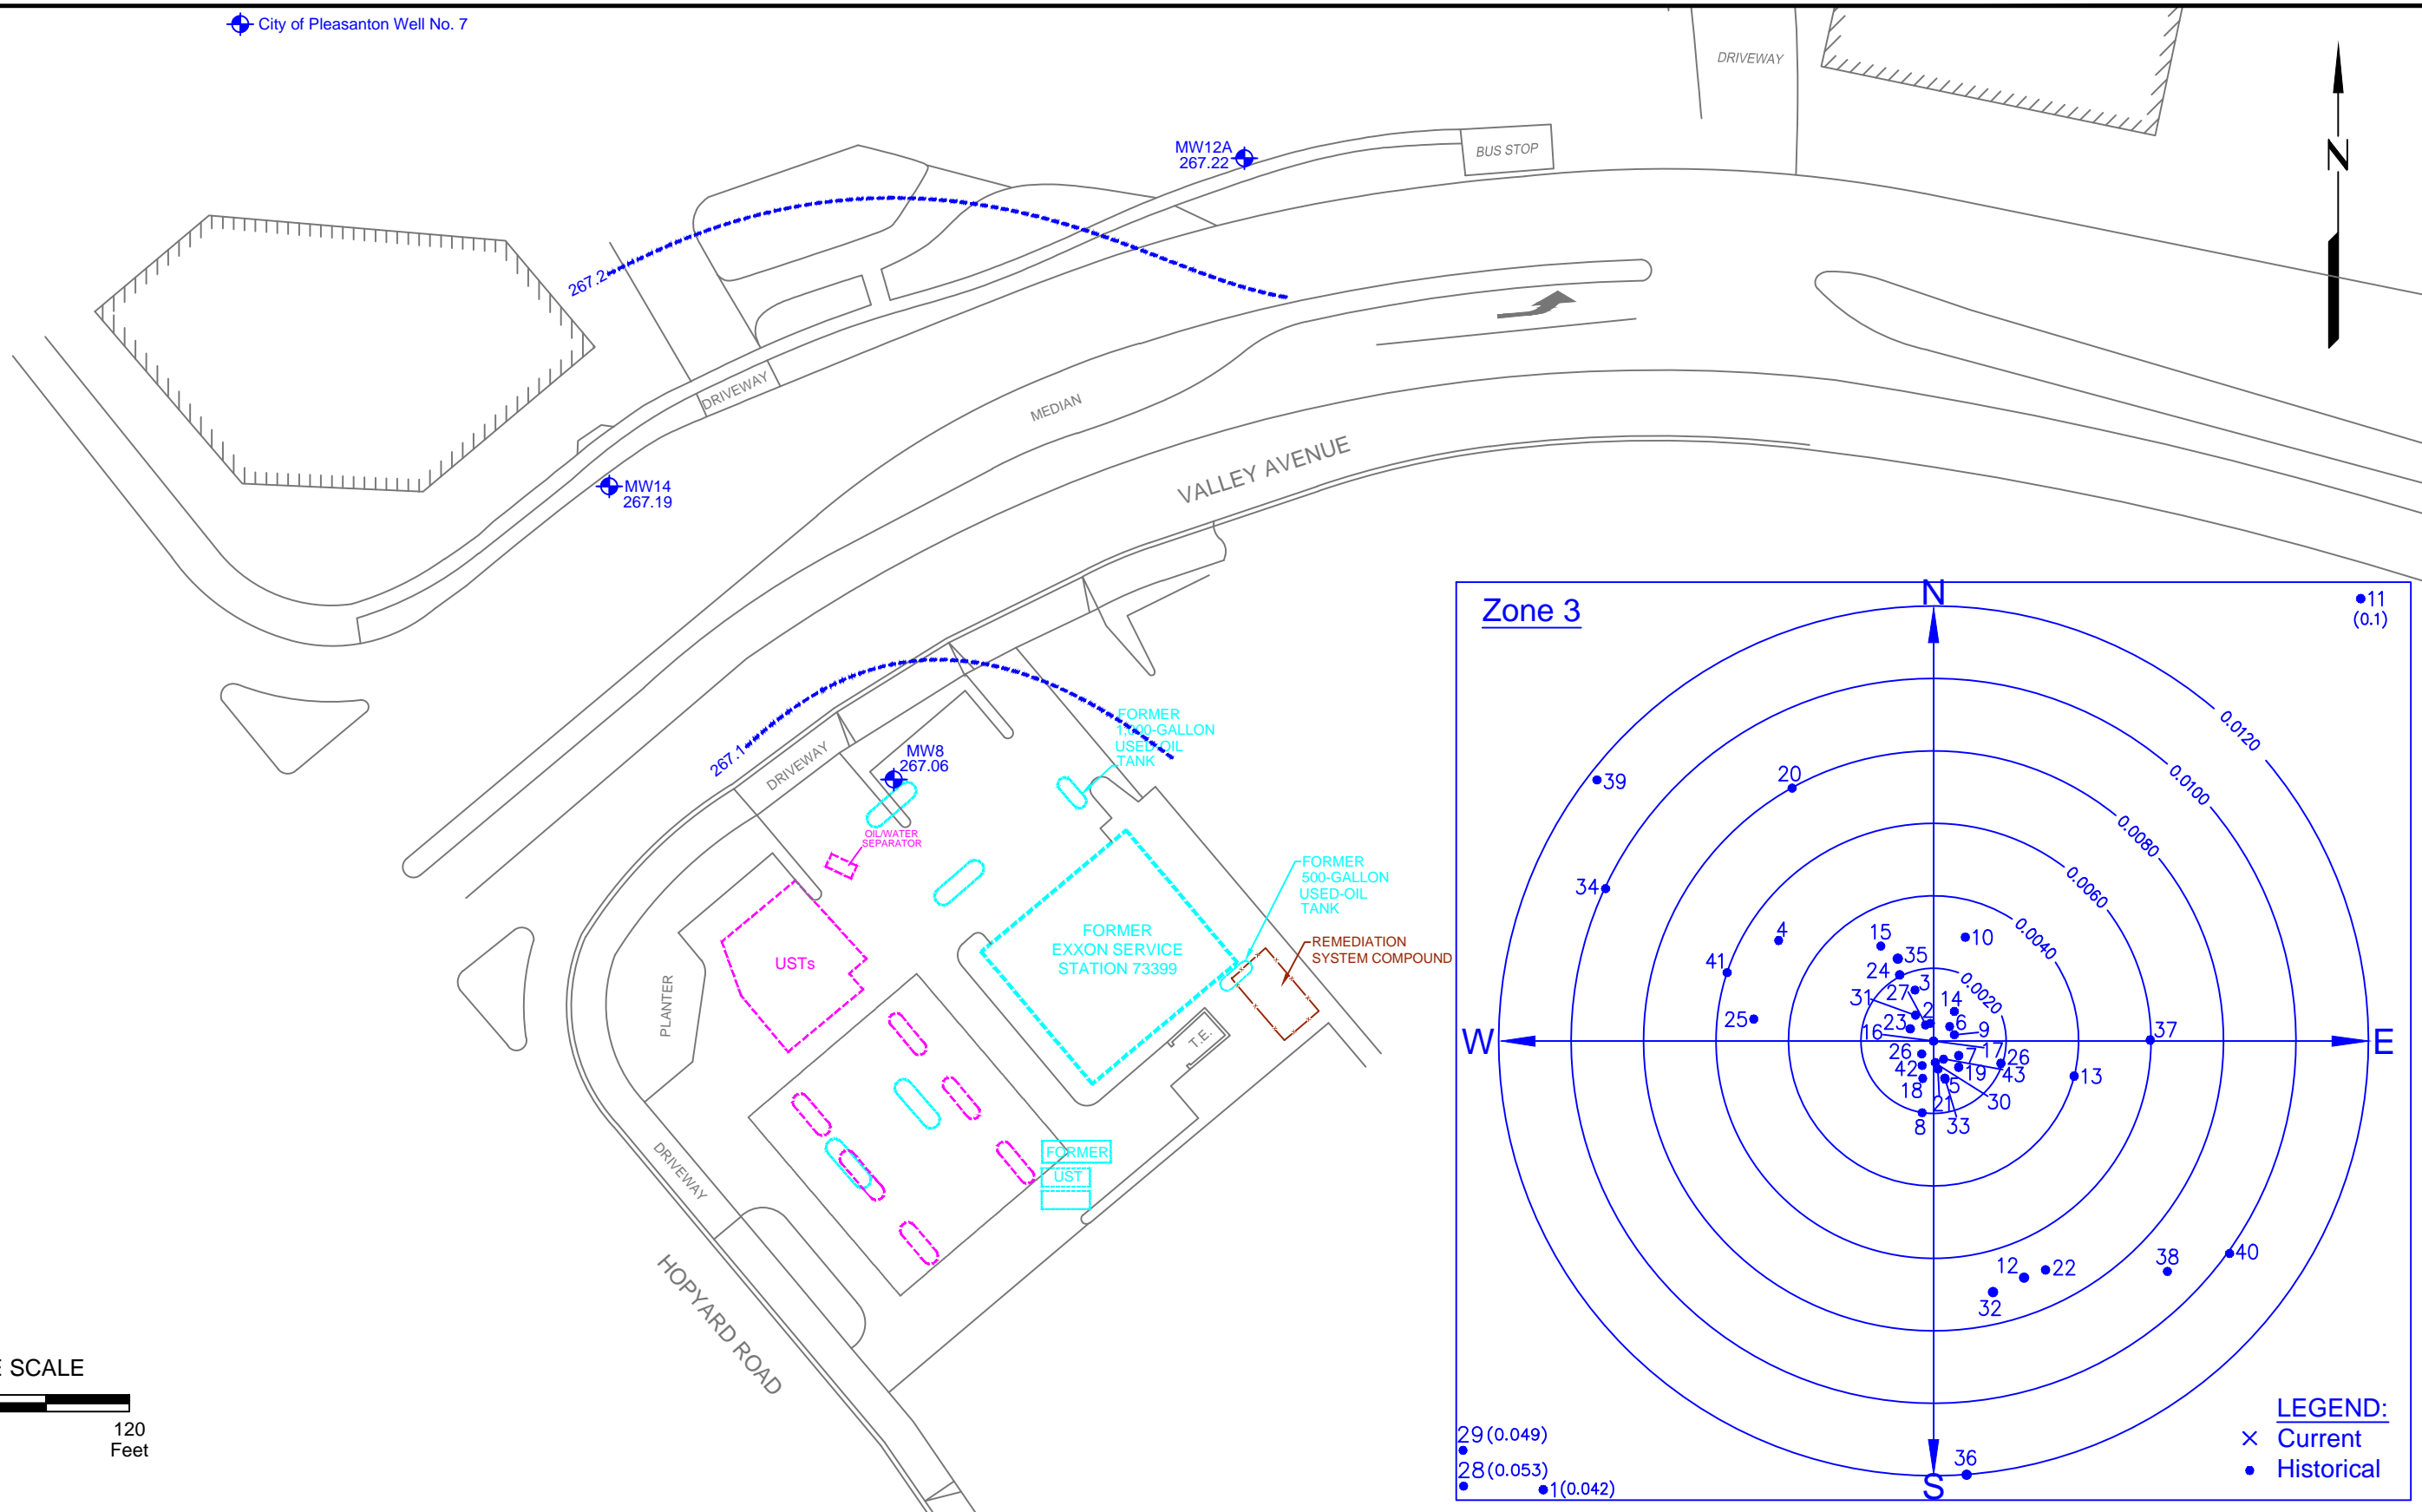 City of Pleasanton Well No. 7
DRIVEWAY
N
MW12A
267.22
BUS STOP
267.2
DRIVEWAY
MEDIAN
VALLEY AVENUE
MW14
267.19
267.1
DRIVEWAY
MW8
267.06
FORMER
1,000-GALLON
USED-OIL
TANK
OIL/WATER
SEPARATOR
USTs
PLANTER
FORMER
EXXON SERVICE
STATION 73399
FORMER
500-GALLON
USED-OIL
TANK
REMEDIATION
SYSTEM COMPOUND
T.E.
FORMER
UST
DRIVEWAY
HOPYARD ROAD
SCALE
120
Feet
Zone 3
N
11
(0.1)
0.0120
0.0100
0.0080
0.0060
0.0040
0.0020
39
20
34
4
15
10
35
41
24
3
27
31
14
2
25
23
6
9
16
37
W
E
26
7
17
26
42
19
43
13
18
5
21
30
8
33
12
22
38
40
32
29(0.049)
28(0.053)
1(0.042)
36
S
LEGEND:
× Current
Historical